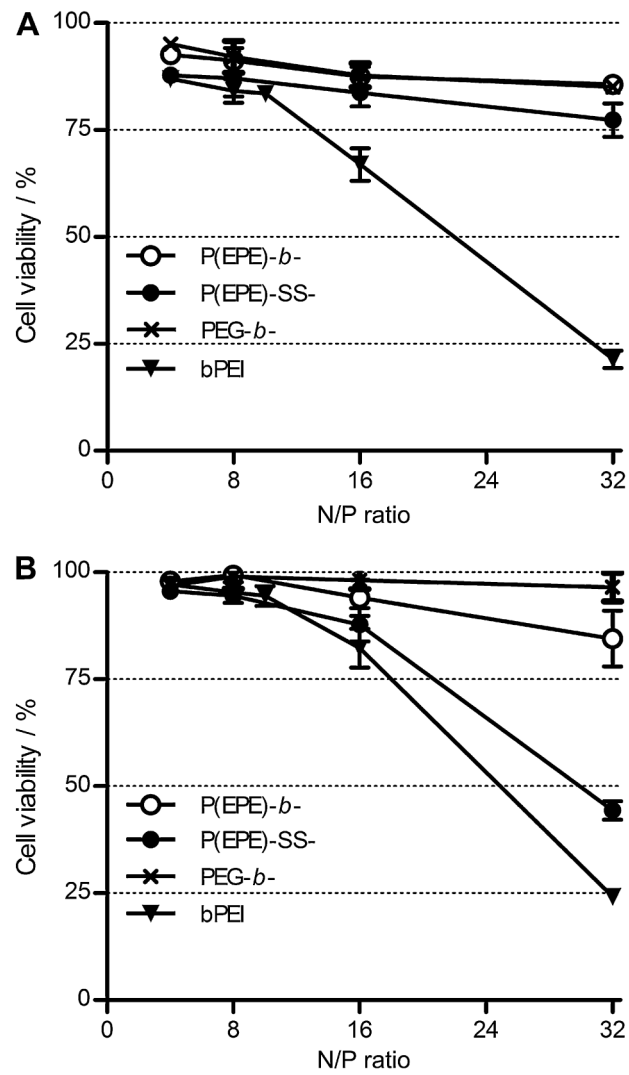 A
100
75
50
25
0
Cell viability / %
P(EPE)-b-
P(EPE)-SS-
PEG-b-
bPEI
0 8 16 24 32
N/P ratio
B
100
75
50
25
0
Cell viability / %
P(EPE)-b-
P(EPE)-SS-
PEG-b-
bPEI
0 8 16 24 32
N/P ratio